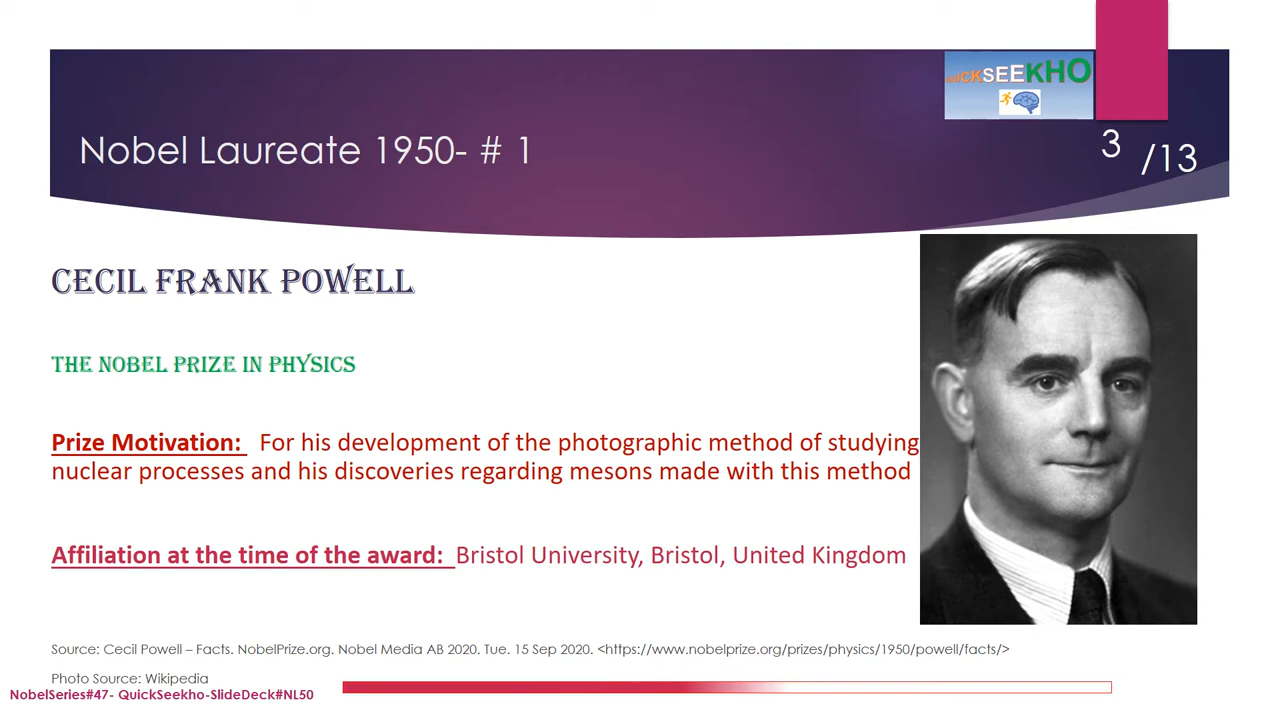 QUICKSEEKHO
Nobel Laureate 1950- # 1
3 /13
CECIL FRANK POWELL
THE NOBEL PRIZE IN PHYSICS
Prize Motivation: For his development of the photographic method of studying
nuclear processes and his discoveries regarding mesons made with this method
Affiliation at the time of the award: Bristol University, Bristol, United Kingdom
Source: Cecil Powell – Facts. NobelPrize.org. Nobel Media AB 2020. Tue. 15 Sep 2020. <https://www.nobelprize.org/prizes/physics/1950/powell/facts/>
Photo Source: Wikipedia
NobelSeries#47- QuickSeekho-SlideDeck#NL50